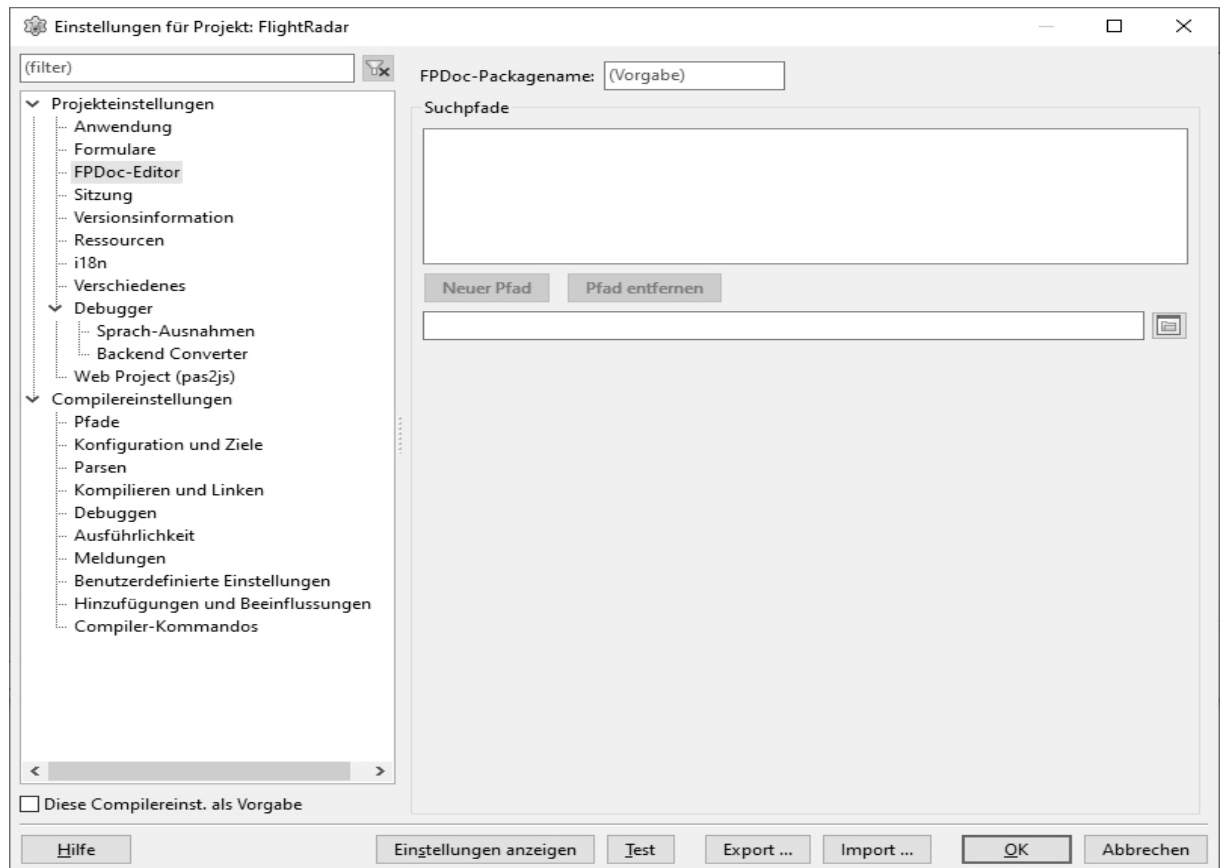 Einstellungen für Projekt: FlightRadar
(filter)
Projekteinstellungen
Anwendung
Formulare
FPDoc-Editor
Sitzung
Versionsinformation
Ressourcen
i18n
Verschiedenes
Debugger
Sprach-Ausnahmen
Backend Converter
Web Project (pas2js)
Compilereinstellungen
Pfade
Konfiguration und Ziele
Parsen
Kompilieren und Linken
Debuggen
Ausführlichkeit
Meldungen
Benutzerdefinierte Einstellungen
Hinzufügungen und Beeinflussungen
Compiler-Kommandos
Diese Compilereinst. als Vorgabe
FPDoc-Packagename: (Vorgabe)
Suchpfade
Neuer Pfad Pfad entfernen
Hilfe Einstellungen anzeigen Test Export ... Import ... OK Abbrechen